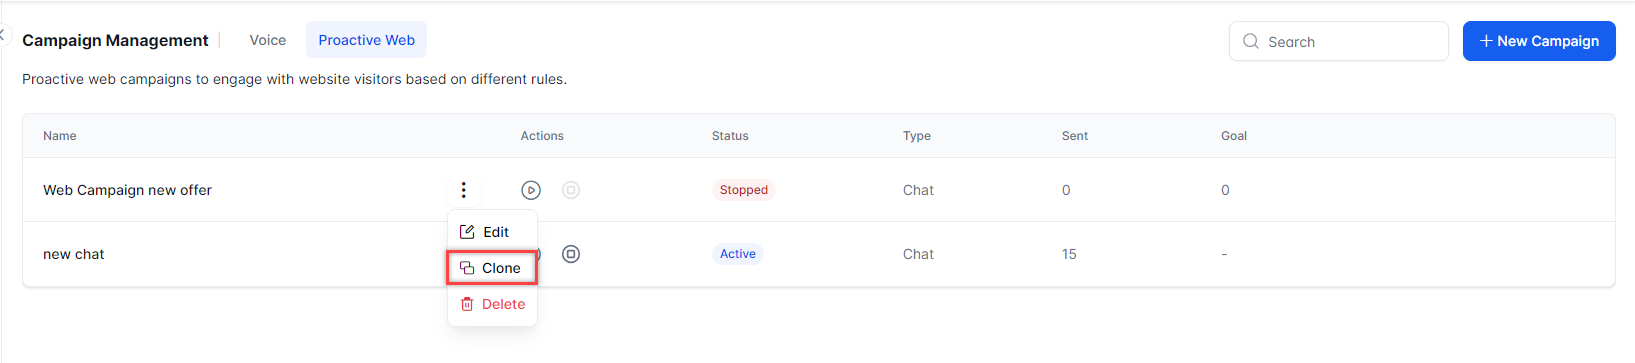 Campaign Management Voice Proactive Web Search + New Campaign
Proactive web campaigns to engage with website visitors based on different rules.
Name Actions Status Type Sent Goal
Web Campaign new offer Stopped Chat 0 0
Edit
new chat Active Chat 15 -
Clone
Delete